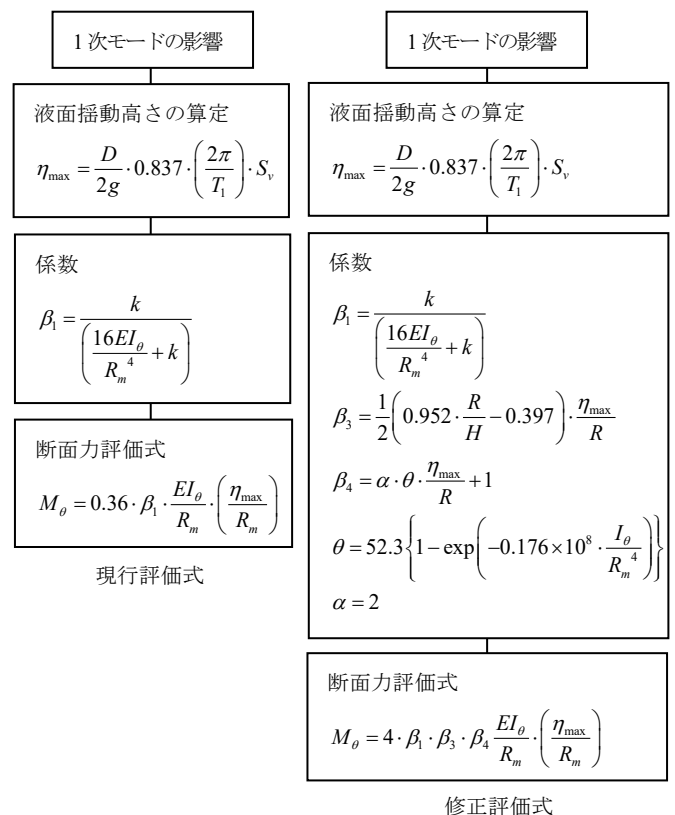 1次モードの影響
液面揺動高さの算定
η_max = D/2g · 0.837 · (2π/T_1) · S_v
係数
β_1 = k/(16EI_θ/R_m^4 + k)
断面力評価式
M_θ = 0.36 · β_1 · EI_θ/R_m · (η_max/R_m)
現行評価式
1次モードの影響
液面揺動高さの算定
η_max = D/2g · 0.837 · (2π/T_1) · S_v
係数
β_1 = k/(16EI_θ/R_m^4 + k)
β_3 = 1/2(0.952 · R/H − 0.397) · η_max/R
β_4 = α · θ · η_max/R + 1
θ = 52.3{1 − exp(−0.176×10^8 · I_θ/R_m^4)}
α = 2
断面力評価式
M_θ = 4 · β_1 · β_3 · β_4 EI_θ/R_m · (η_max/R_m)
修正評価式